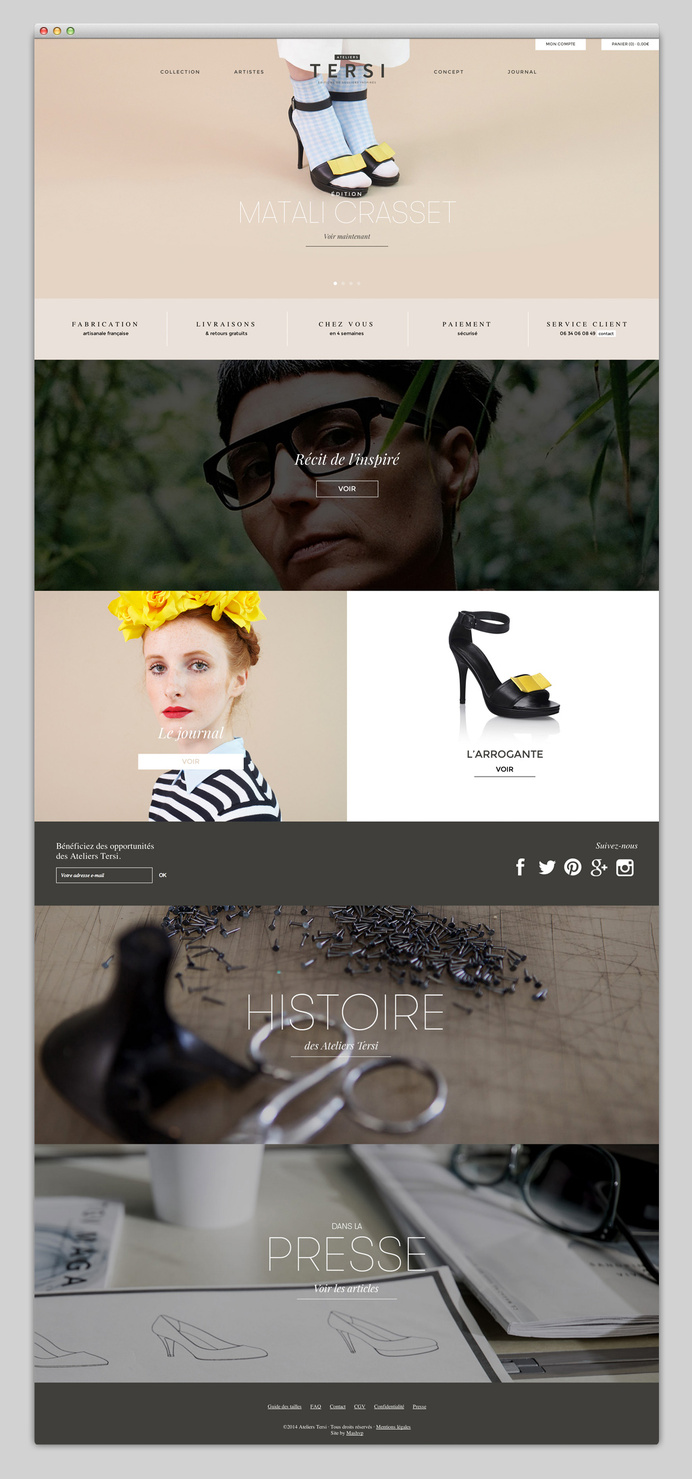 MON COMPTE
PANIER (0) 0,00€
COLLECTION
ARTISTES
ATELIERS
TERSI
CONCEPT
JOURNAL
ÉDITION
MATALI CRASSET
Voir maintenant
FABRICATION
artisanale française
LIVRAISONS
& retours gratuits
CHEZ VOUS
en 4 semaines
PAIEMENT
sécurisé
SERVICE CLIENT
06 34 06 08 48 contact
Récit de l'inspiré
VOIR
Le journal
VOIR
L'ARROGANTE
VOIR
Bénéficiez des opportunités
des Ateliers Tersi.
Votre adresse e-mail
OK
Suivez-nous
HISTOIRE
des Ateliers Tersi
MAGA
DANS LA
PRESSE
Voir les articles
Guide des tailles FAQ Contact CGV Confidentialité Presse
©2014 Ateliers Tersi - Tous droits réservés - Mentions légales
Site by